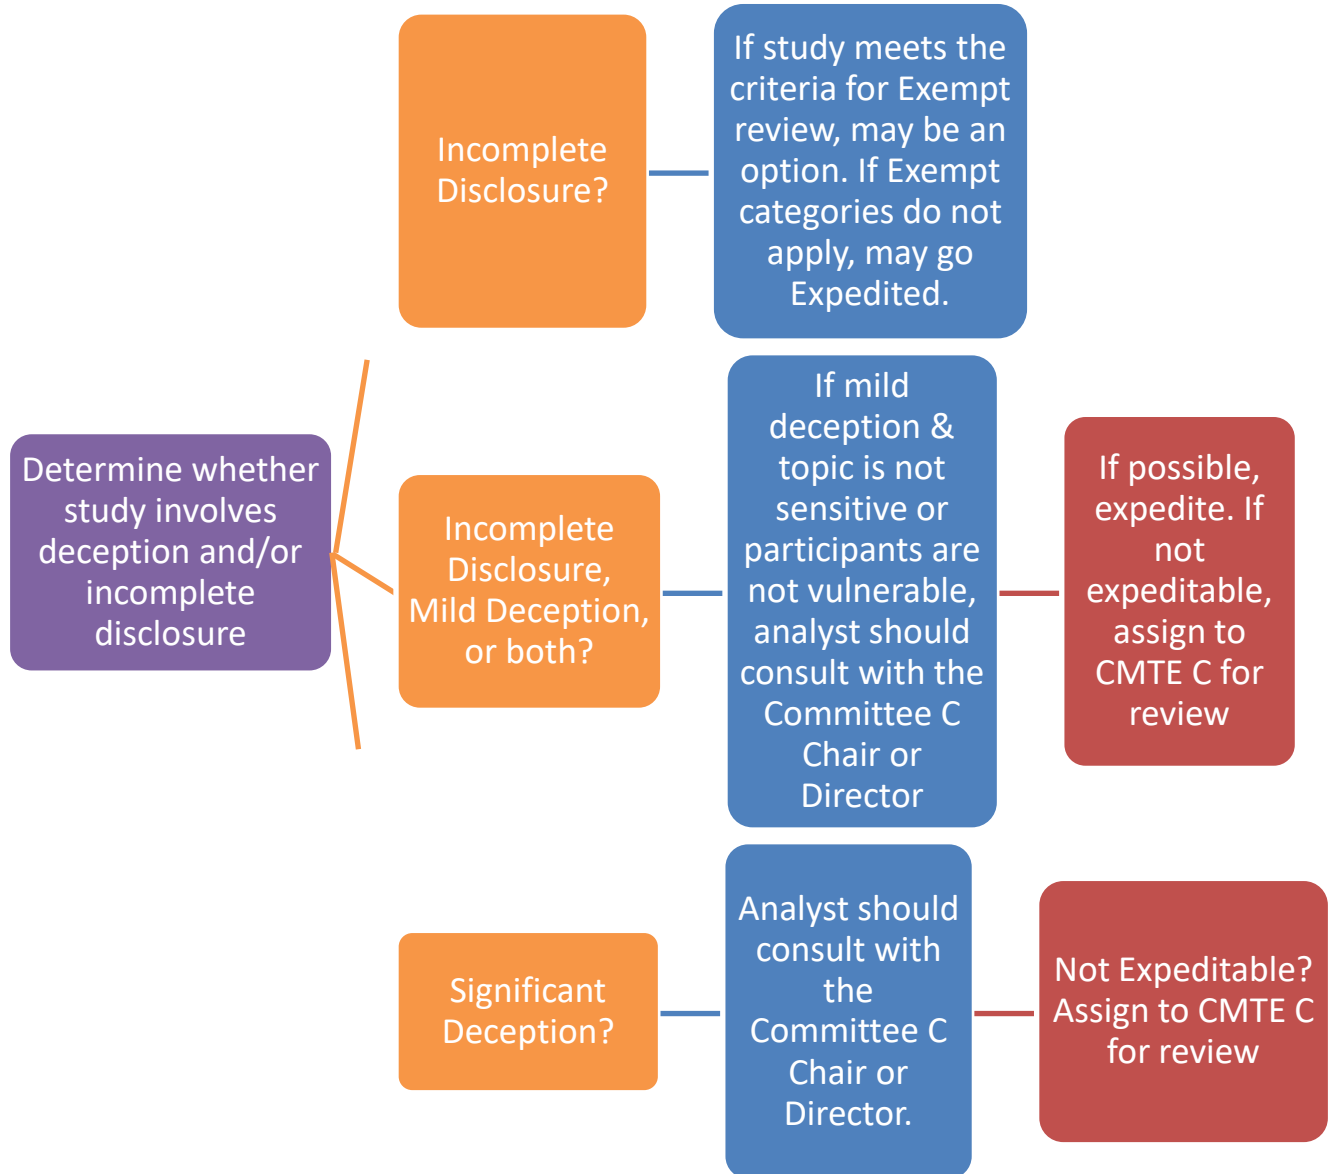 Determine whether
study involves
deception and/or
incomplete
disclosure
Incomplete
Disclosure?
If study meets the
criteria for Exempt
review, may be an
option. If Exempt
categories do not
apply, may go
Expedited.
Incomplete
Disclosure,
Mild Deception,
or both?
If mild
deception &
topic is not
sensitive or
participants are
not vulnerable,
analyst should
consult with the
Committee C
Chair or
Director
If possible,
expedite. If
not
expeditable,
assign to
CMTE C for
review
Significant
Deception?
Analyst should
consult with
the
Committee C
Chair or
Director.
Not Expeditable?
Assign to CMTE C
for review